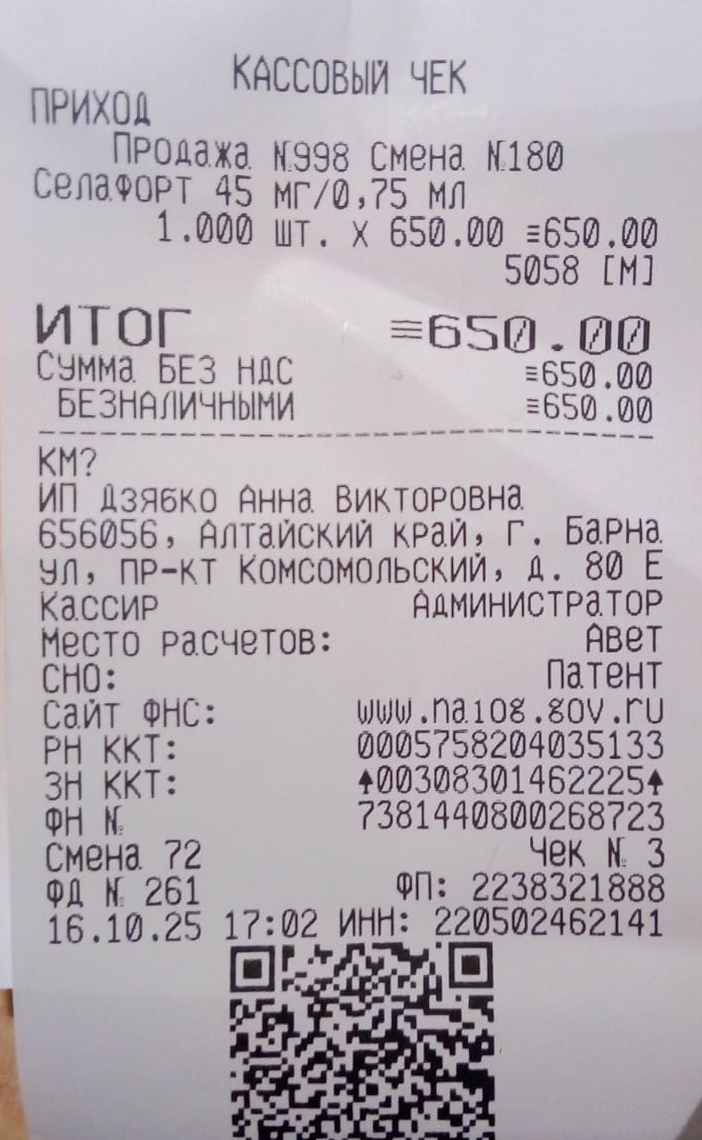 КАССОВЫЙ ЧЕК
ПРИХОД
Продажа №998 Смена №180
Селафорт 45 мг/0,75 мл
1.000 шт. X 650.00 ≡650.00
5058 [М]
ИТОГ ≡650.00
Сумма БЕЗ НДС ≡650.00
БЕЗНАЛИЧНЫМИ ≡650.00
КМ?
ИП Дзябко Анна Викторовна
656056, Алтайский край, г. Барна
ул, пр-кт Комсомольский, д. 80 Е
Кассир Администратор
Место расчетов: Авет
СНО: Патент
Сайт ФНС: www.nalog.gov.ru
РН ККТ: 0005758204035133
ЗН ККТ: ↑00308301462225↑
ФН № 7381440800268723
Смена 72 Чек № 3
ФД № 261 ФП: 2238321888
16.10.25 17:02 ИНН: 220502462141